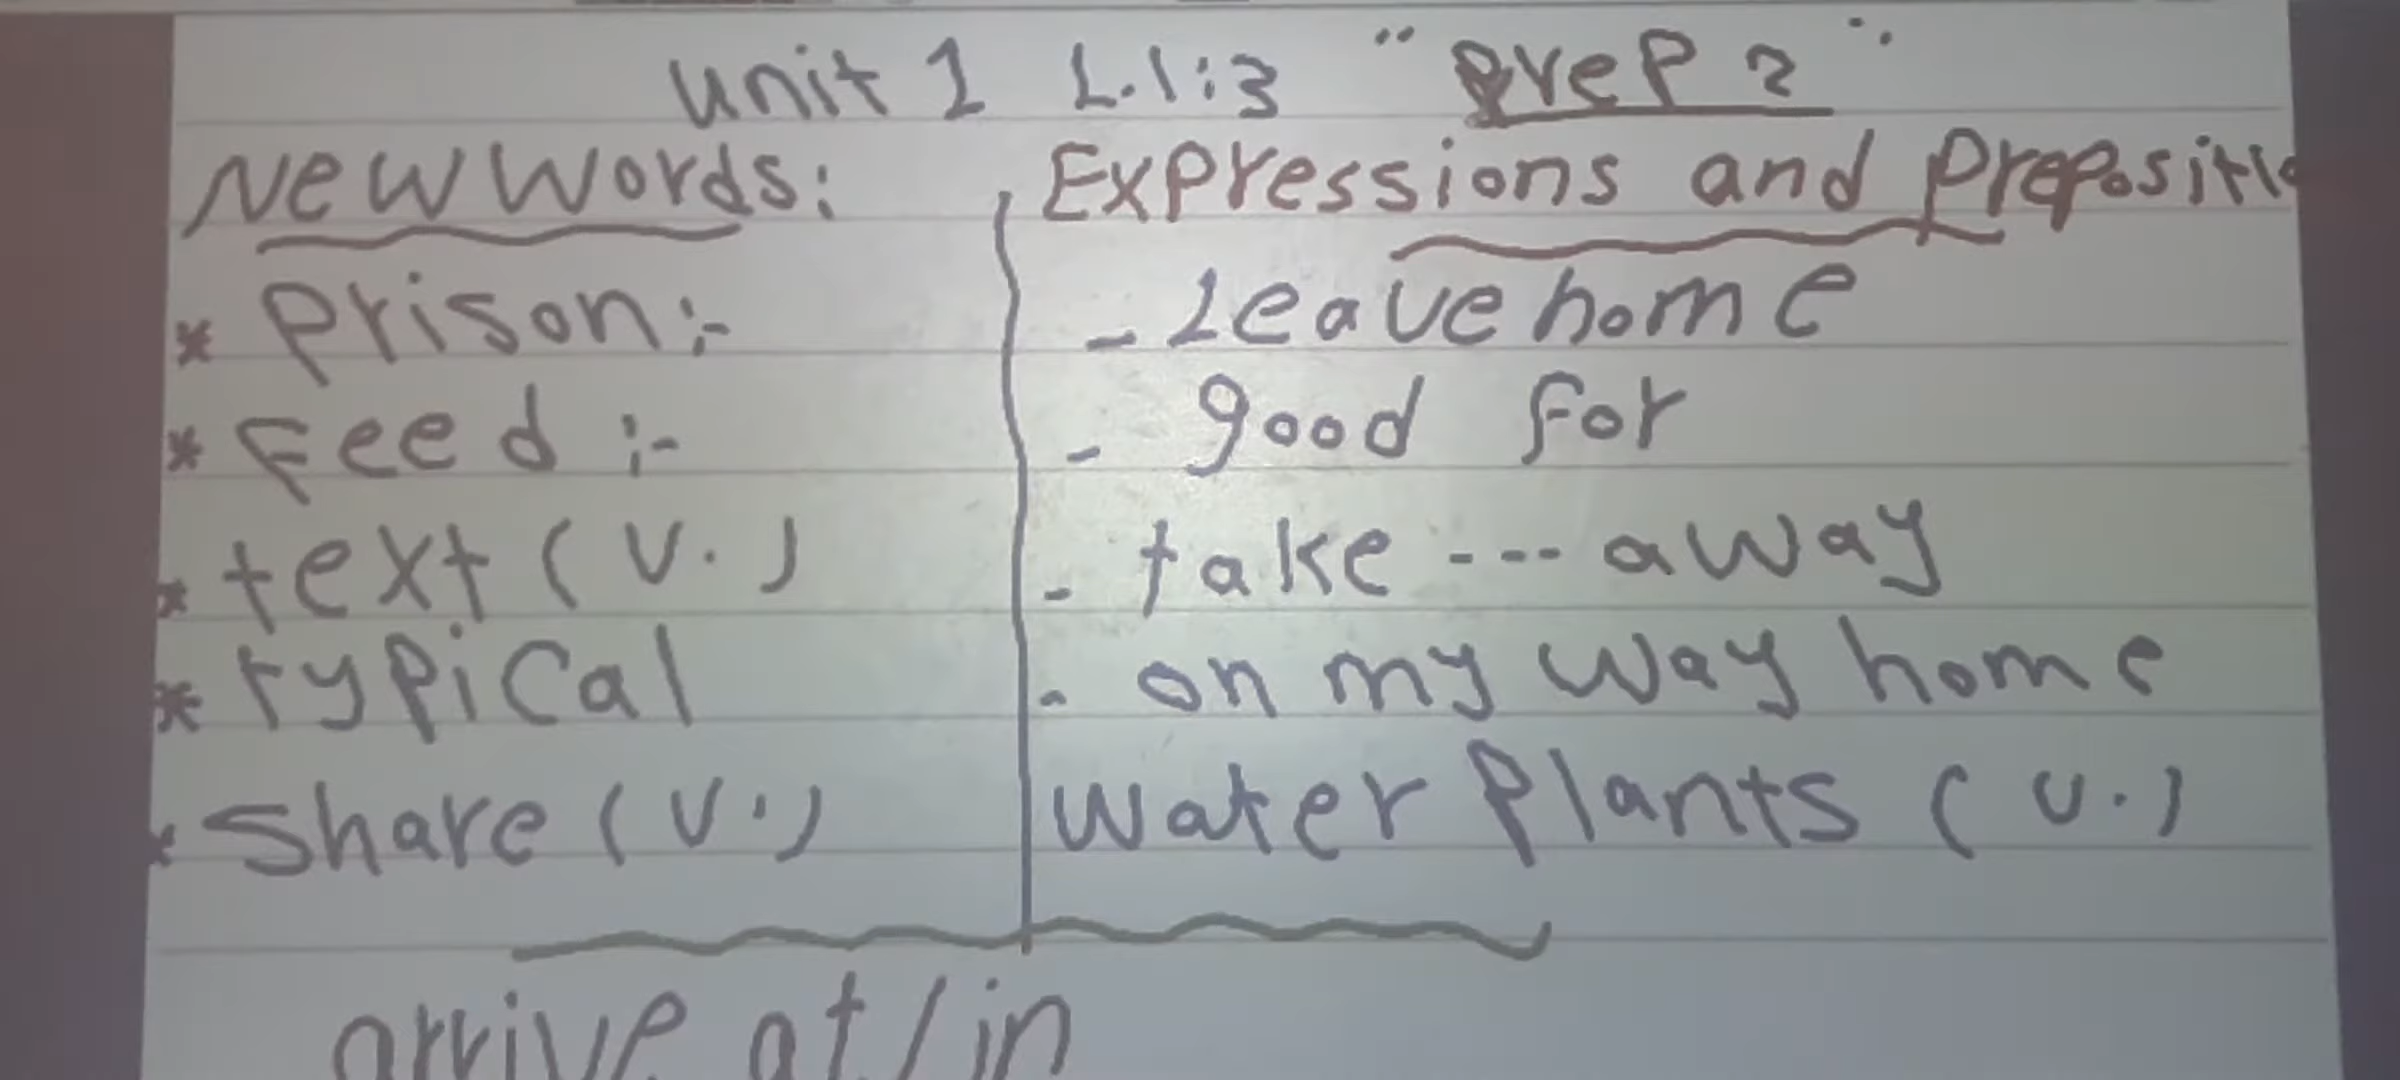 unit 1 L.1:3 "Prep 2"
New Words:
* Prison:-
* Feed :-
* text (v.)
* typical
* Share (v.)
Expressions and Prepositio
- Leave home
- good for
- take --- away
- on my way home
Water Plants (v.)
arrive at/in